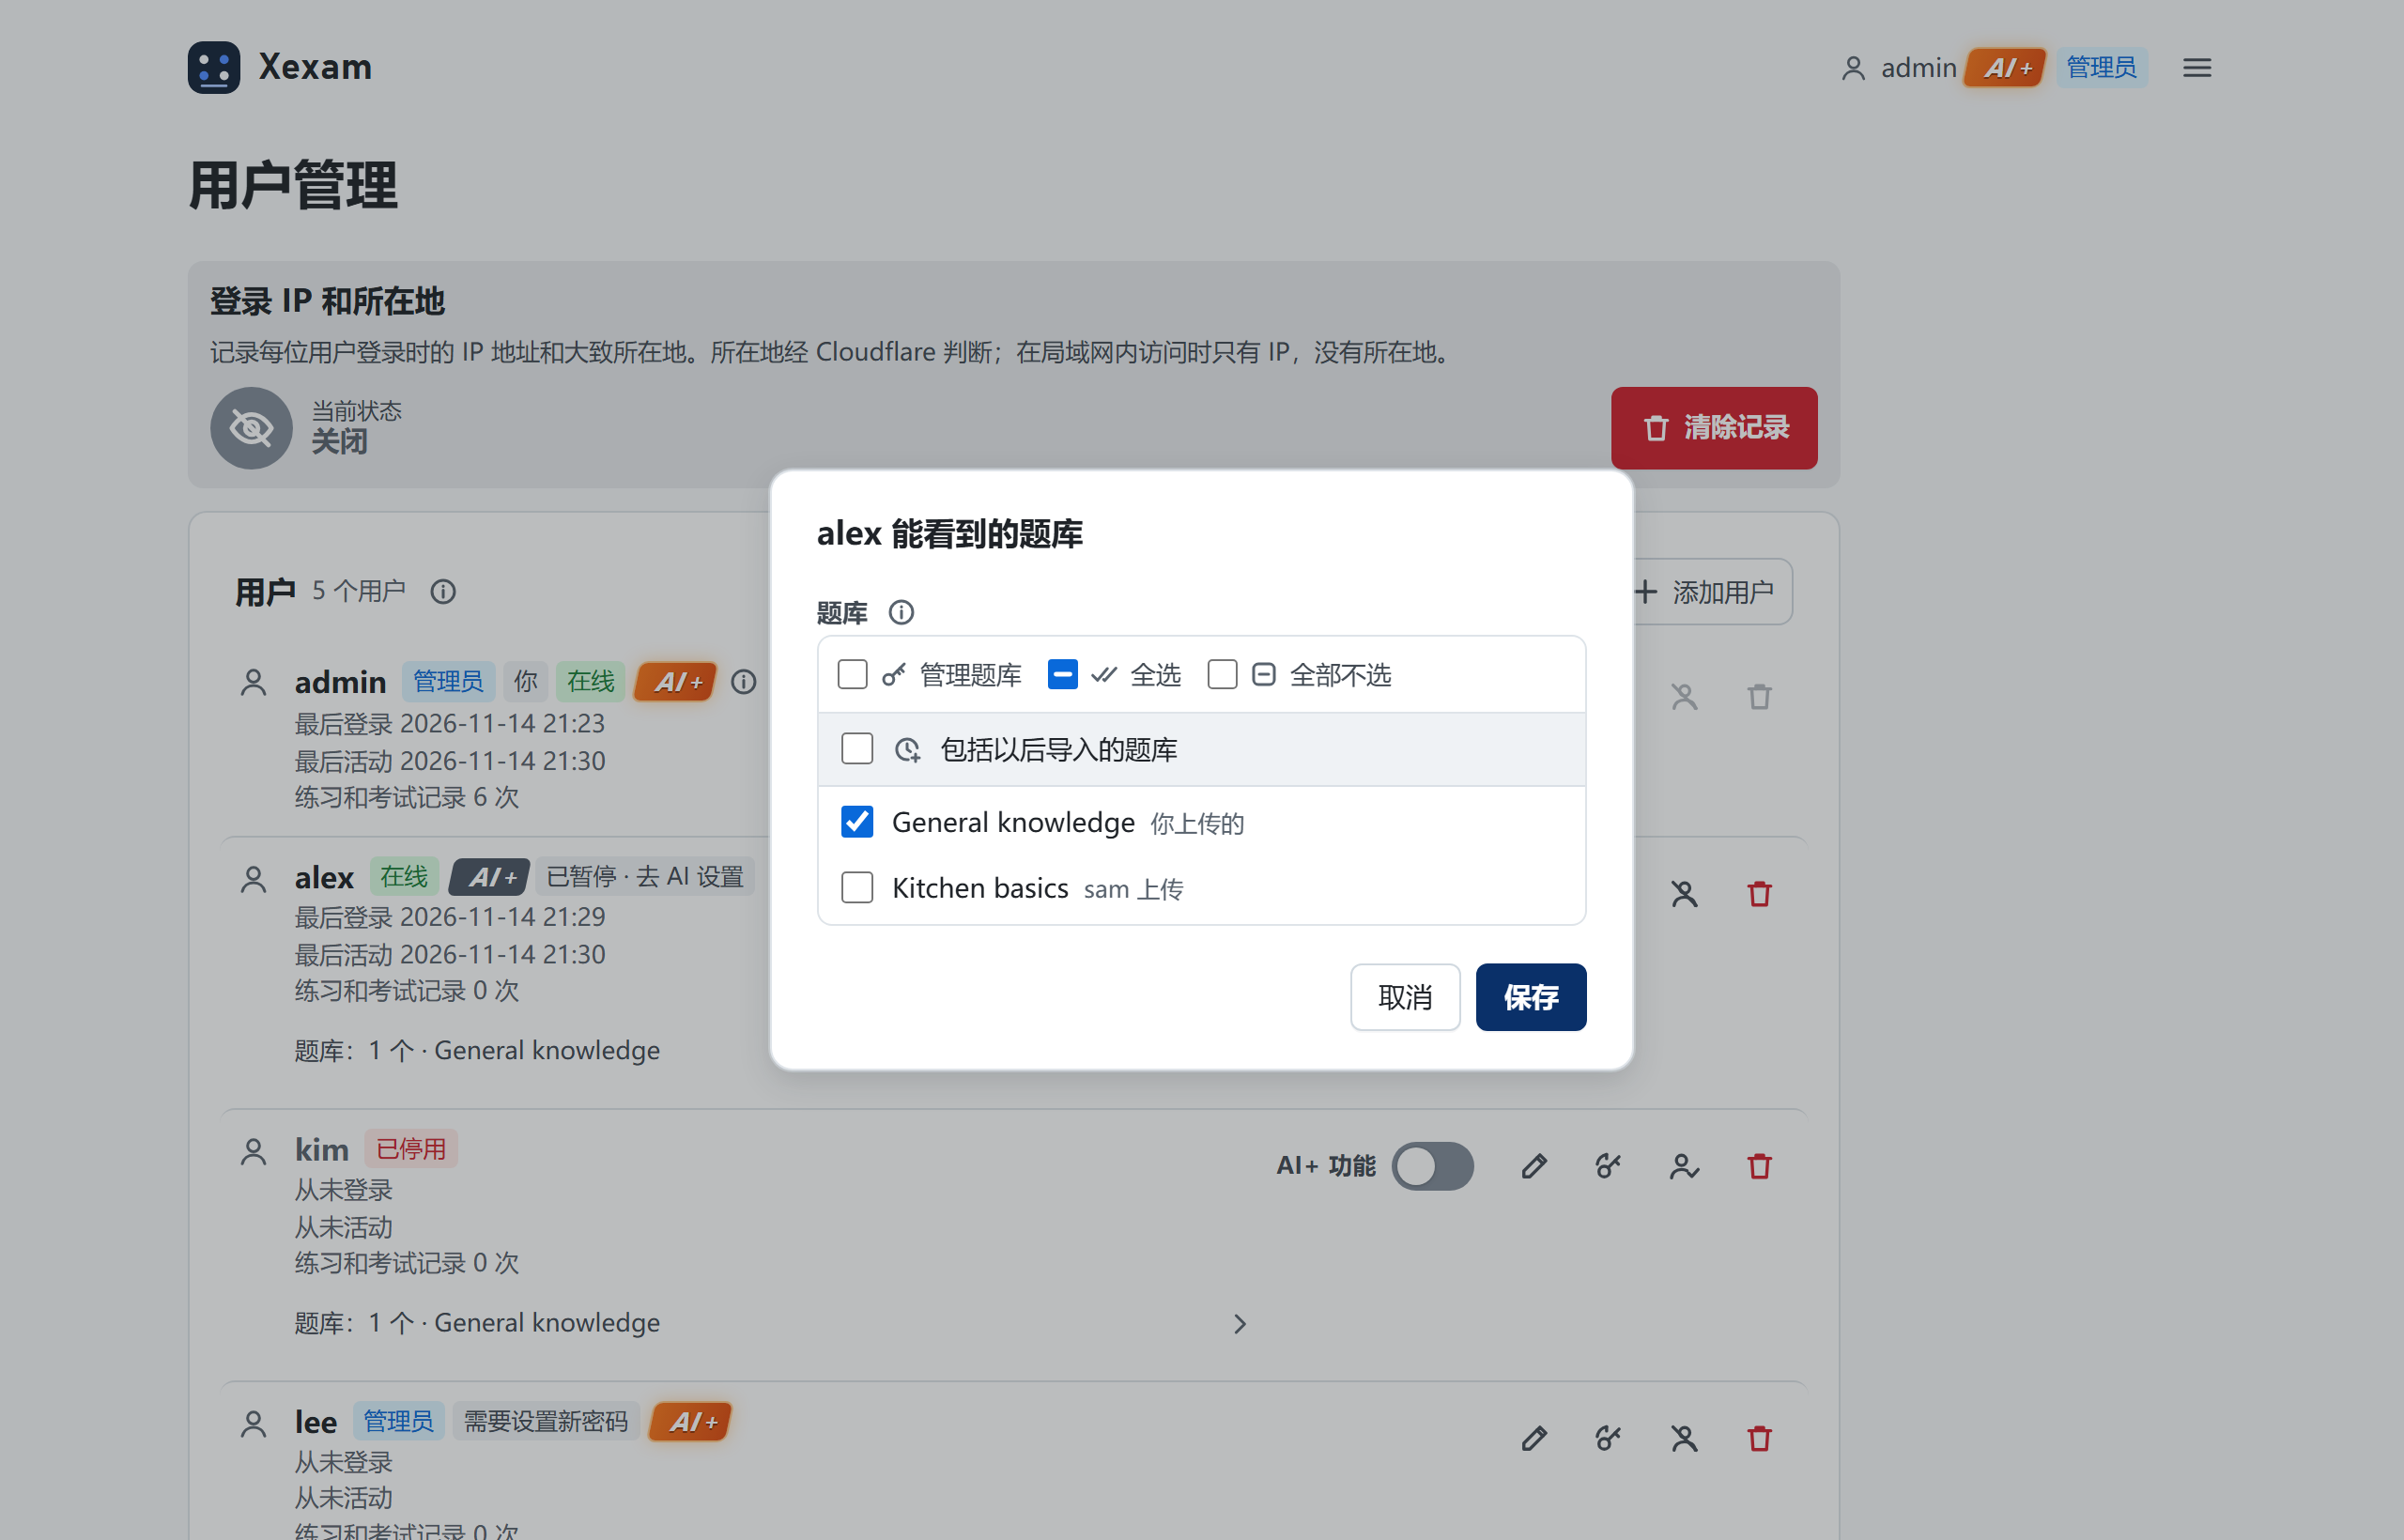 Xexam
admin AI+ 管理员
用户管理
登录 IP 和所在地
记录每位用户登录时的 IP 地址和大致所在地。所在地经 Cloudflare 判断；在局域网内访问时只有 IP，没有所在地。
当前状态
关闭
清除记录
用户 5 个用户
添加用户
admin 管理员 你 在线 AI+
最后登录 2026-11-14 21:23
最后活动 2026-11-14 21:30
练习和考试记录 6 次
alex 在线 AI+ 已暂停 · 去 AI 设置
最后登录 2026-11-14 21:29
最后活动 2026-11-14 21:30
练习和考试记录 0 次
题库：1 个 · General knowledge
alex 能看到的题库
题库
管理题库 全选 全部不选
包括以后导入的题库
General knowledge 你上传的
Kitchen basics sam 上传
取消 保存
kim 已停用
AI+ 功能
从未登录
从未活动
练习和考试记录 0 次
题库：1 个 · General knowledge
lee 管理员 需要设置新密码 AI+
从未登录
从未活动
练习和考试记录 0 次